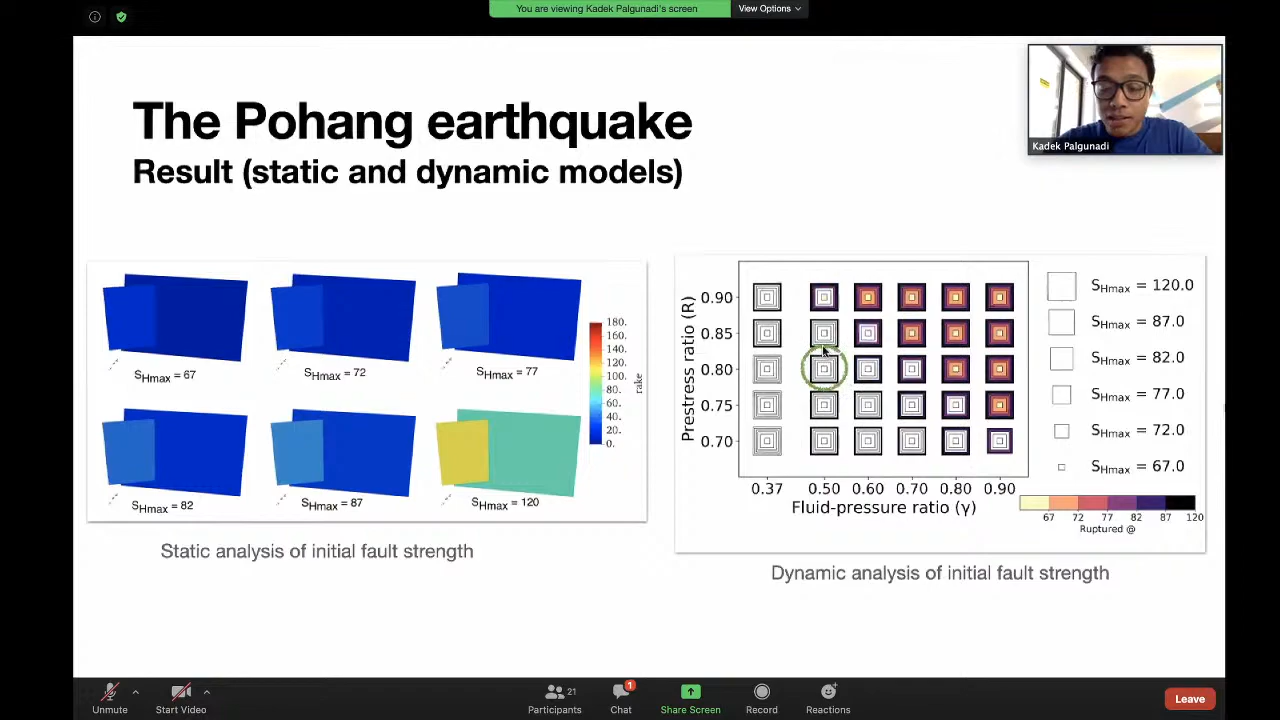 You are viewing Kadek Palgunadi's screen
View Options
The Pohang earthquake
Result (static and dynamic models)
Kadek Palgunadi
SHmax = 67
SHmax = 72
SHmax = 77
SHmax = 82
SHmax = 87
SHmax = 120
180.
160.
140.
120.
100.
80.
60.
40.
20.
0.
rake
Static analysis of initial fault strength
Prestress ratio (R)
0.90
0.85
0.80
0.75
0.70
0.37 0.50 0.60 0.70 0.80 0.90
Fluid-pressure ratio (γ)
SHmax = 120.0
SHmax = 87.0
SHmax = 82.0
SHmax = 77.0
SHmax = 72.0
SHmax = 67.0
67 72 77 82 87 120
Ruptured @
Dynamic analysis of initial fault strength
Unmute
Start Video
21
Participants
1
Chat
Share Screen
Record
Reactions
Leave